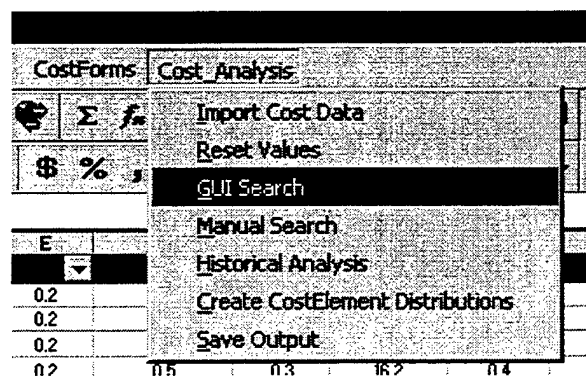 CostForms Cost_Analysis
Σ
Import Cost Data
$ % ,
Reset Values
GUI Search
Manual Search
E
Historical Analysis
0.2
Create CostElement Distributions
0.2
Save Output
0.2
0.2 0.5 0.3 16.2 0.4